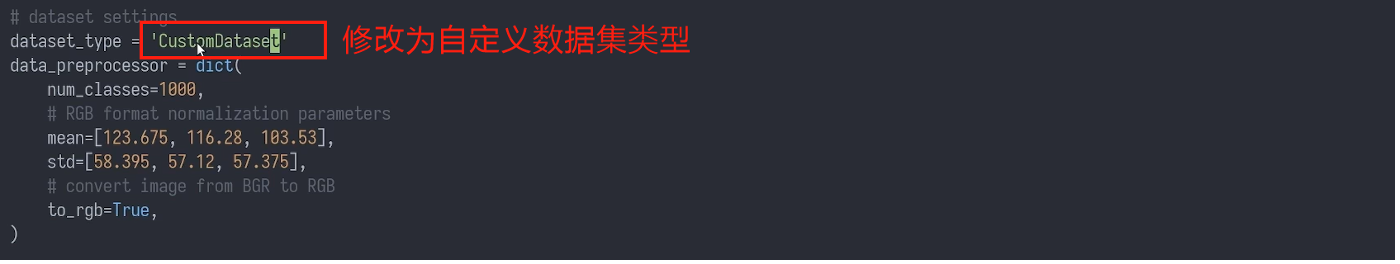 # dataset settings
dataset_type = 'CustomDataset' 修改为自定义数据集类型
data_preprocessor = dict(
    num_classes=1000,
    # RGB format normalization parameters
    mean=[123.675, 116.28, 103.53],
    std=[58.395, 57.12, 57.375],
    # convert image from BGR to RGB
    to_rgb=True,
)